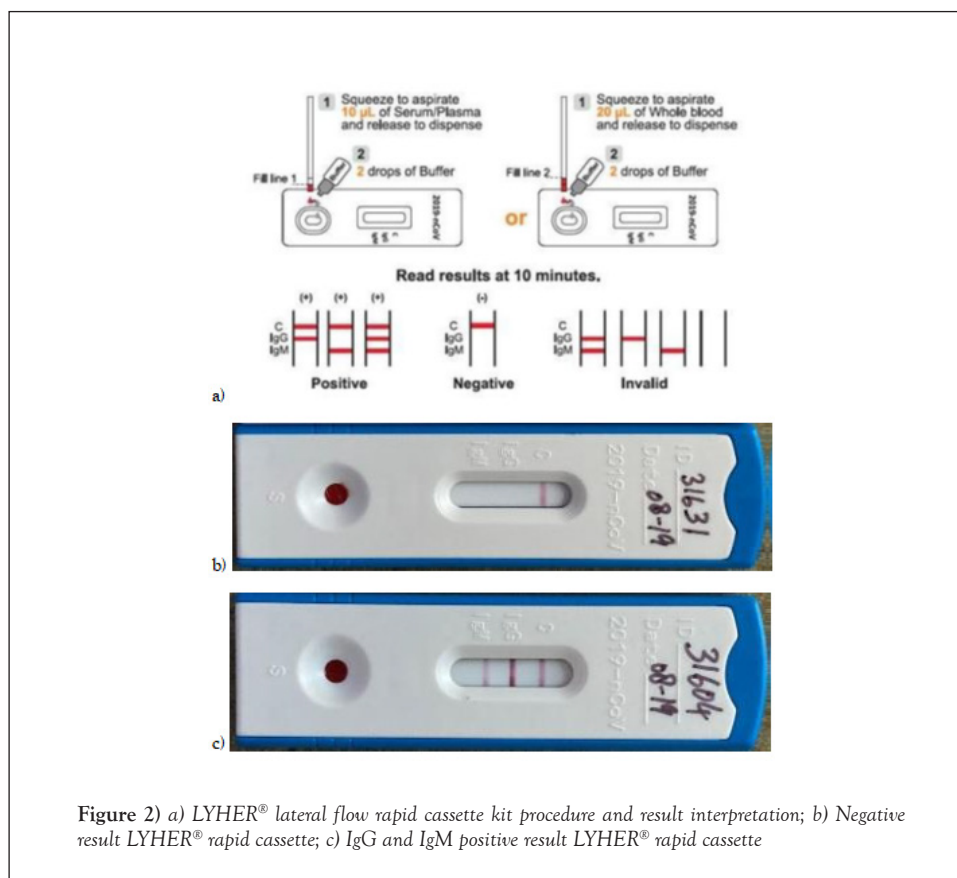 1 Squeeze to aspirate
10 µL of Serum/Plasma
and release to dispense
2
2 drops of Buffer
Fill line 1
Buffer
2019-nCoV
C
IgG
IgM
or
1 Squeeze to aspirate
20 µL of Whole blood
and release to dispense
2
2 drops of Buffer
Fill line 2
Buffer
2019-nCoV
C
IgG
IgM
Read results at 10 minutes.
(+) (+) (+) (-)
C C
IgG IgG
IgM IgM
Positive Negative Invalid
a)
S
IgM
IgG
C
2019-nCoV
Date 08-19
ID 31631
b)
S
IgM
IgG
C
2019-nCoV
Date 08-19
ID 31604
c)
Figure 2) a) LYHER® lateral flow rapid cassette kit procedure and result interpretation; b) Negative
result LYHER® rapid cassette; c) IgG and IgM positive result LYHER® rapid cassette